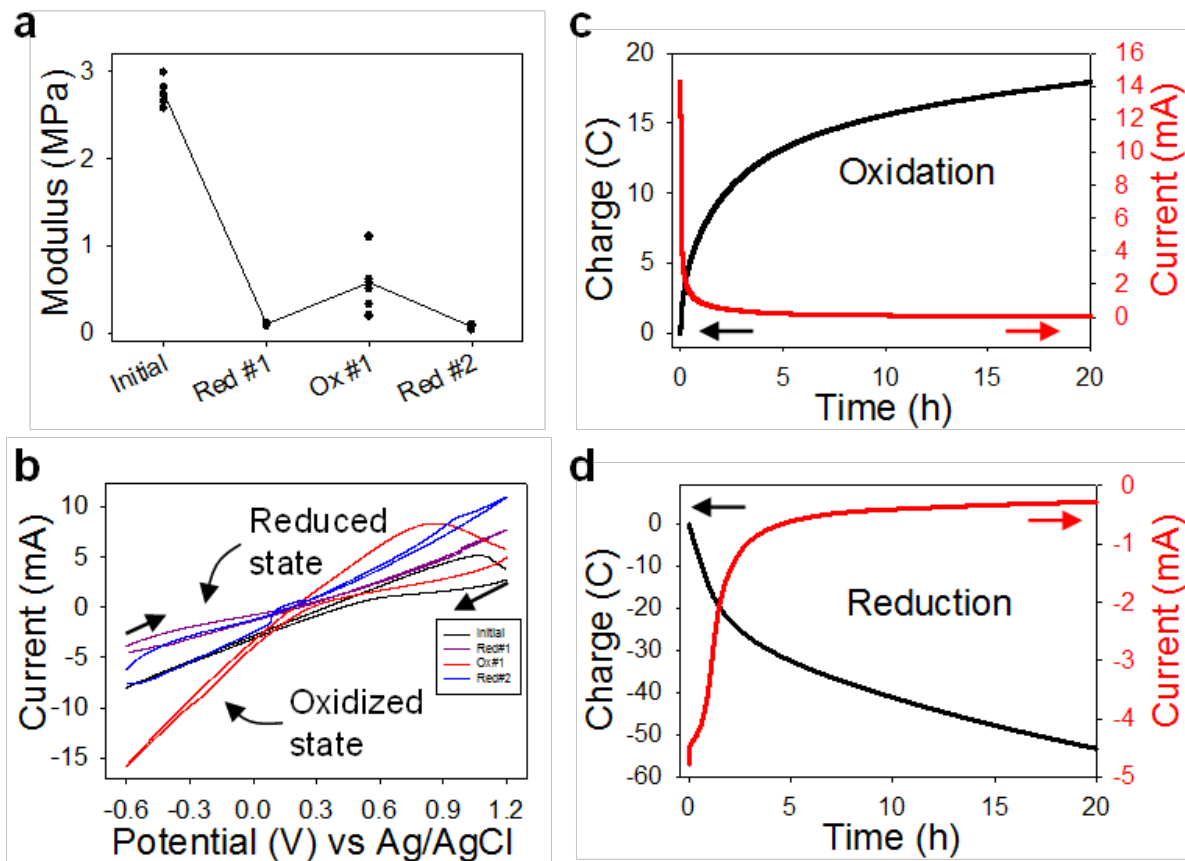 a
Modulus (MPa)
3
2
1
0
Initial
Red #1
Ox #1
Red #2
b
Current (mA)
10
5
0
-5
-10
-15
Reduced
state
Oxidized
state
Initial
Red#1
Ox#1
Red#2
-0.6 -0.3 0.0 0.3 0.6 0.9 1.2
Potential (V) vs Ag/AgCl
c
Charge (C)
20
15
10
5
0
Oxidation
16
14
12
10
8
6
4
2
0
Current (mA)
0 5 10 15 20
Time (h)
d
Charge (C)
0
-10
-20
-30
-40
-50
-60
Reduction
0
-1
-2
-3
-4
-5
Current (mA)
0 5 10 15 20
Time (h)